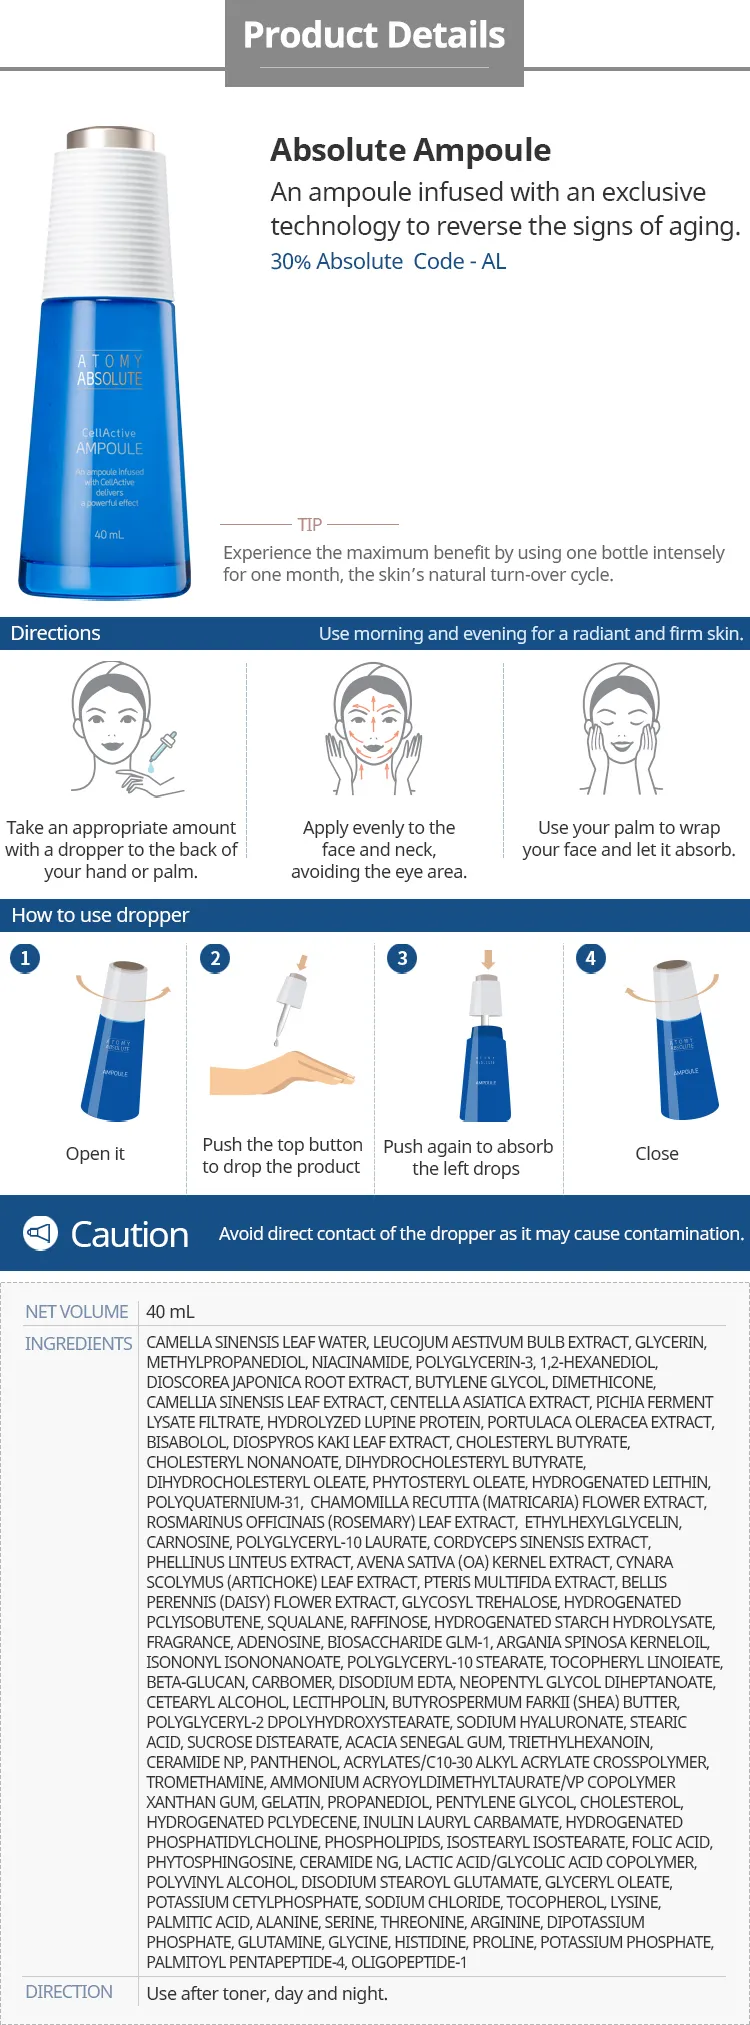 Product Details
Absolute Ampoule
An ampoule infused with an exclusive
technology to reverse the signs of aging.
30% Absolute Code - AL
ATOMY
ABSOLUTE
CellActive
AMPOULE
An ampoule Infused
with CellActive
delivers
a powerful effect
40 mL
TIP
Experience the maximum benefit by using one bottle intensely
for one month, the skin's natural turn-over cycle.
Directions
Use morning and evening for a radiant and firm skin.
Take an appropriate amount
with a dropper to the back of
your hand or palm.
Apply evenly to the
face and neck,
avoiding the eye area.
Use your palm to wrap
your face and let it absorb.
How to use dropper
1
2
3
4
ATOMY
ABSOLUTE
AMPOULE
ATOMY
ABSOLUTE
AMPOULE
ATOMY
ABSOLUTE
AMPOULE
Open it
Push the top button
to drop the product
Push again to absorb
the left drops
Close
Caution
Avoid direct contact of the dropper as it may cause contamination.
NET VOLUME
40 mL
INGREDIENTS
CAMELLA SINENSIS LEAF WATER, LEUCOJUM AESTIVUM BULB EXTRACT, GLYCERIN,
METHYLPROPANEDIOL, NIACINAMIDE, POLYGLYCERIN-3, 1,2-HEXANEDIOL,
DIOSCOREA JAPONICA ROOT EXTRACT, BUTYLENE GLYCOL, DIMETHICONE,
CAMELLIA SINENSIS LEAF EXTRACT, CENTELLA ASIATICA EXTRACT, PICHIA FERMENT
LYSATE FILTRATE, HYDROLYZED LUPINE PROTEIN, PORTULACA OLERACEA EXTRACT,
BISABOLOL, DIOSPYROS KAKI LEAF EXTRACT, CHOLESTERYL BUTYRATE,
CHOLESTERYL NONANOATE, DIHYDROCHOLESTERYL BUTYRATE,
DIHYDROCHOLESTERYL OLEATE, PHYTOSTERYL OLEATE, HYDROGENATED LEITHIN,
POLYQUATERNIUM-31, CHAMOMILLA RECUTITA (MATRICARIA) FLOWER EXTRACT,
ROSMARINUS OFFICINAIS (ROSEMARY) LEAF EXTRACT, ETHYLHEXYLGLYCELIN,
CARNOSINE, POLYGLYCERYL-10 LAURATE, CORDYCEPS SINENSIS EXTRACT,
PHELLINUS LINTEUS EXTRACT, AVENA SATIVA (OA) KERNEL EXTRACT, CYNARA
SCOLYMUS (ARTICHOKE) LEAF EXTRACT, PTERIS MULTIFIDA EXTRACT, BELLIS
PERENNIS (DAISY) FLOWER EXTRACT, GLYCOSYL TREHALOSE, HYDROGENATED
PCLYISOBUTENE, SQUALANE, RAFFINOSE, HYDROGENATED STARCH HYDROLYSATE,
FRAGRANCE, ADENOSINE, BIOSACCHARIDE GLM-1, ARGANIA SPINOSA KERNELOIL,
ISONONYL ISONONANOATE, POLYGLYCERYL-10 STEARATE, TOCOPHERYL LINOIEATE,
BETA-GLUCAN, CARBOMER, DISODIUM EDTA, NEOPENTYL GLYCOL DIHEPTANOATE,
CETEARYL ALCOHOL, LECITHPOLIN, BUTYROSPERMUM FARKII (SHEA) BUTTER,
POLYGLYCERYL-2 DPOLYHYDROXYSTEARATE, SODIUM HYALURONATE, STEARIC
ACID, SUCROSE DISTEARATE, ACACIA SENEGAL GUM, TRIETHYLHEXANOIN,
CERAMIDE NP, PANTHENOL, ACRYLATES/C10-30 ALKYL ACRYLATE CROSSPOLYMER,
TROMETHAMINE, AMMONIUM ACRYOYLDIMETHYLTAURATE/VP COPOLYMER
XANTHAN GUM, GELATIN, PROPANEDIOL, PENTYLENE GLYCOL, CHOLESTEROL,
HYDROGENATED PCLYDECENE, INULIN LAURYL CARBAMATE, HYDROGENATED
PHOSPHATIDYLCHOLINE, PHOSPHOLIPIDS, ISOSTEARYL ISOSTEARATE, FOLIC ACID,
PHYTOSPHINGOSINE, CERAMIDE NG, LACTIC ACID/GLYCOLIC ACID COPOLYMER,
POLYVINYL ALCOHOL, DISODIUM STEAROYL GLUTAMATE, GLYCERYL OLEATE,
POTASSIUM CETYLPHOSPHATE, SODIUM CHLORIDE, TOCOPHEROL, LYSINE,
PALMITIC ACID, ALANINE, SERINE, THREONINE, ARGININE, DIPOTASSIUM
PHOSPHATE, GLUTAMINE, GLYCINE, HISTIDINE, PROLINE, POTASSIUM PHOSPHATE,
PALMITOYL PENTAPEPTIDE-4, OLIGOPEPTIDE-1
DIRECTION
Use after toner, day and night.